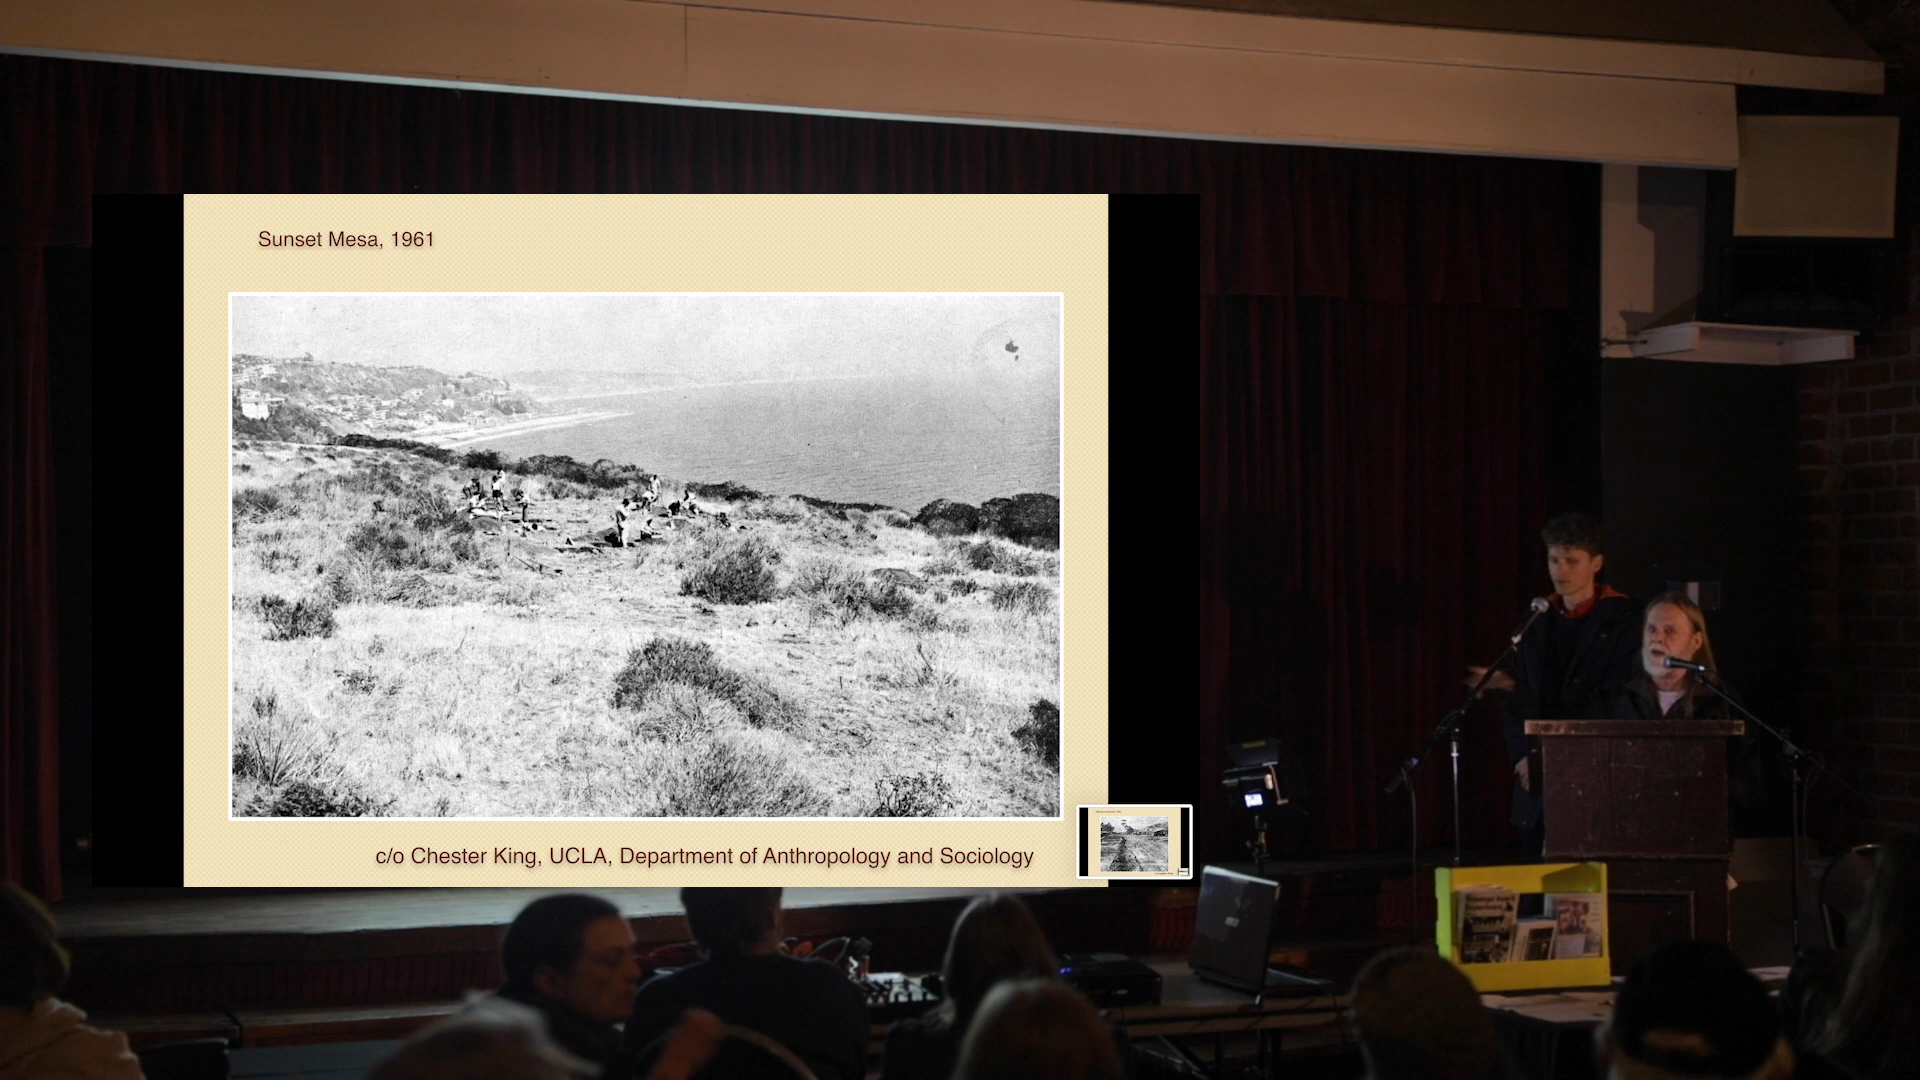 Sunset Mesa, 1961
c/o Chester King, UCLA, Department of Anthropology and Sociology